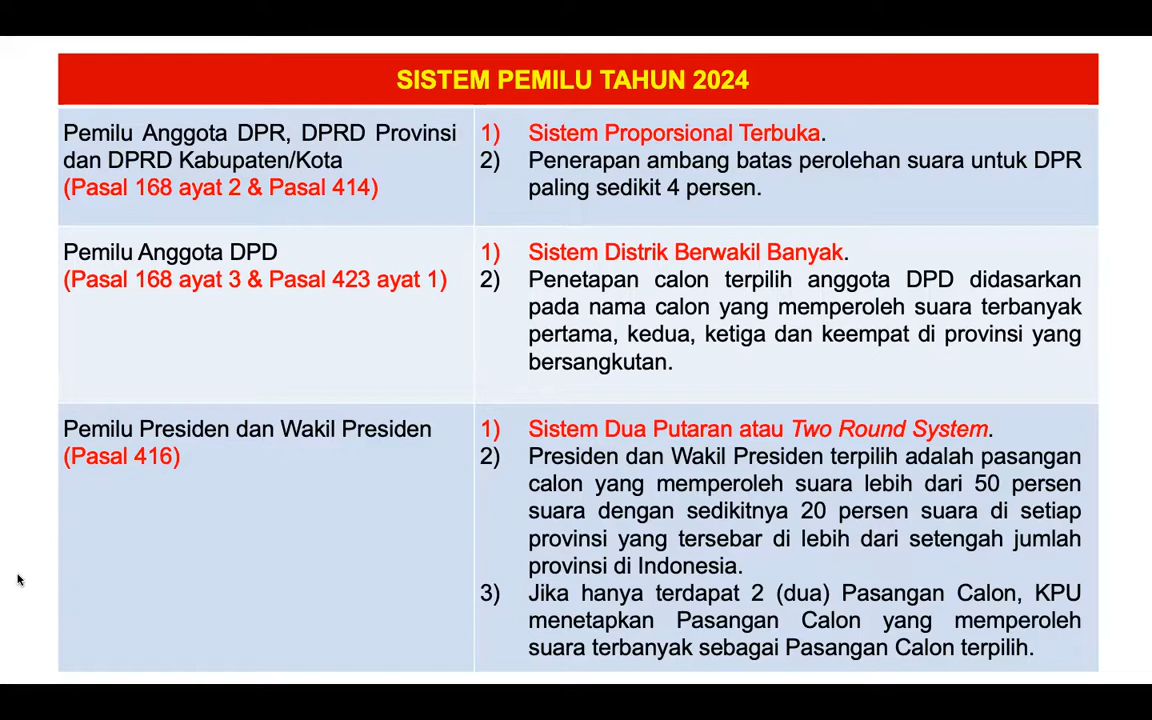 SISTEM PEMILU TAHUN 2024
Pemilu Anggota DPR, DPRD Provinsi
dan DPRD Kabupaten/Kota
(Pasal 168 ayat 2 & Pasal 414)
1) Sistem Proporsional Terbuka.
2) Penerapan ambang batas perolehan suara untuk DPR
paling sedikit 4 persen.
Pemilu Anggota DPD
(Pasal 168 ayat 3 & Pasal 423 ayat 1)
1) Sistem Distrik Berwakil Banyak.
2) Penetapan calon terpilih anggota DPD didasarkan
pada nama calon yang memperoleh suara terbanyak
pertama, kedua, ketiga dan keempat di provinsi yang
bersangkutan.
Pemilu Presiden dan Wakil Presiden
(Pasal 416)
1) Sistem Dua Putaran atau Two Round System.
2) Presiden dan Wakil Presiden terpilih adalah pasangan
calon yang memperoleh suara lebih dari 50 persen
suara dengan sedikitnya 20 persen suara di setiap
provinsi yang tersebar di lebih dari setengah jumlah
provinsi di Indonesia.
3) Jika hanya terdapat 2 (dua) Pasangan Calon, KPU
menetapkan Pasangan Calon yang memperoleh
suara terbanyak sebagai Pasangan Calon terpilih.